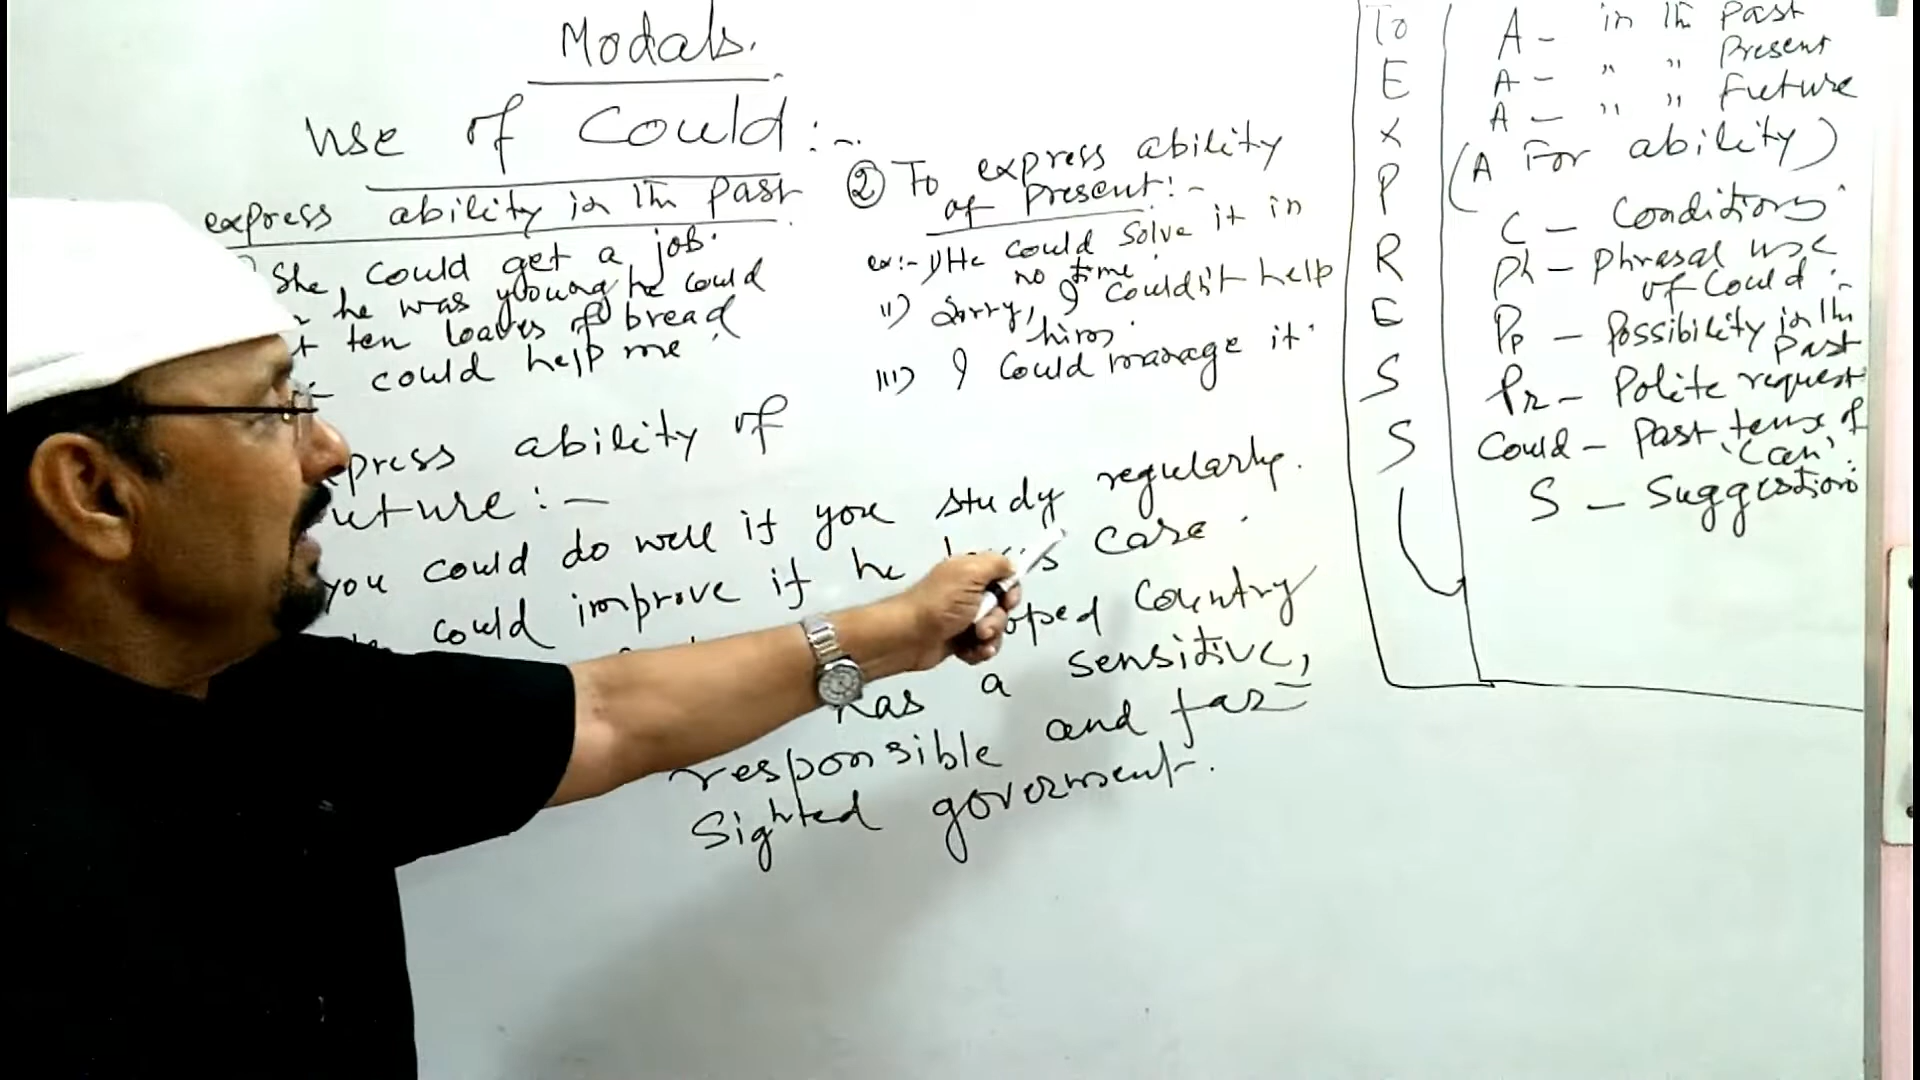 Modals.
use of Could:-
express ability in the past
She could get a job.
he was young he could
ten loaves of bread
could help me.
② To express ability
of present:-
ex:- i) He could solve it in
no time.
ii) Sorry, I couldn't help
him.
iii) I could manage it.
press ability of
uture:-
you could do well if you study regularly.
could improve if he care.
oped country
has a sensitive,
responsible and far-
Sighted government.
To
E
X
P
R
E
S
S
A - in the Past
A - " " Present
A - " " Future
(A For ability)
C - Conditions
Ph - phrasal use
of Could.
Pp - Possibility in the
Past
Pr - Polite request
Could - Past tense of
'can'.
S - Suggestion